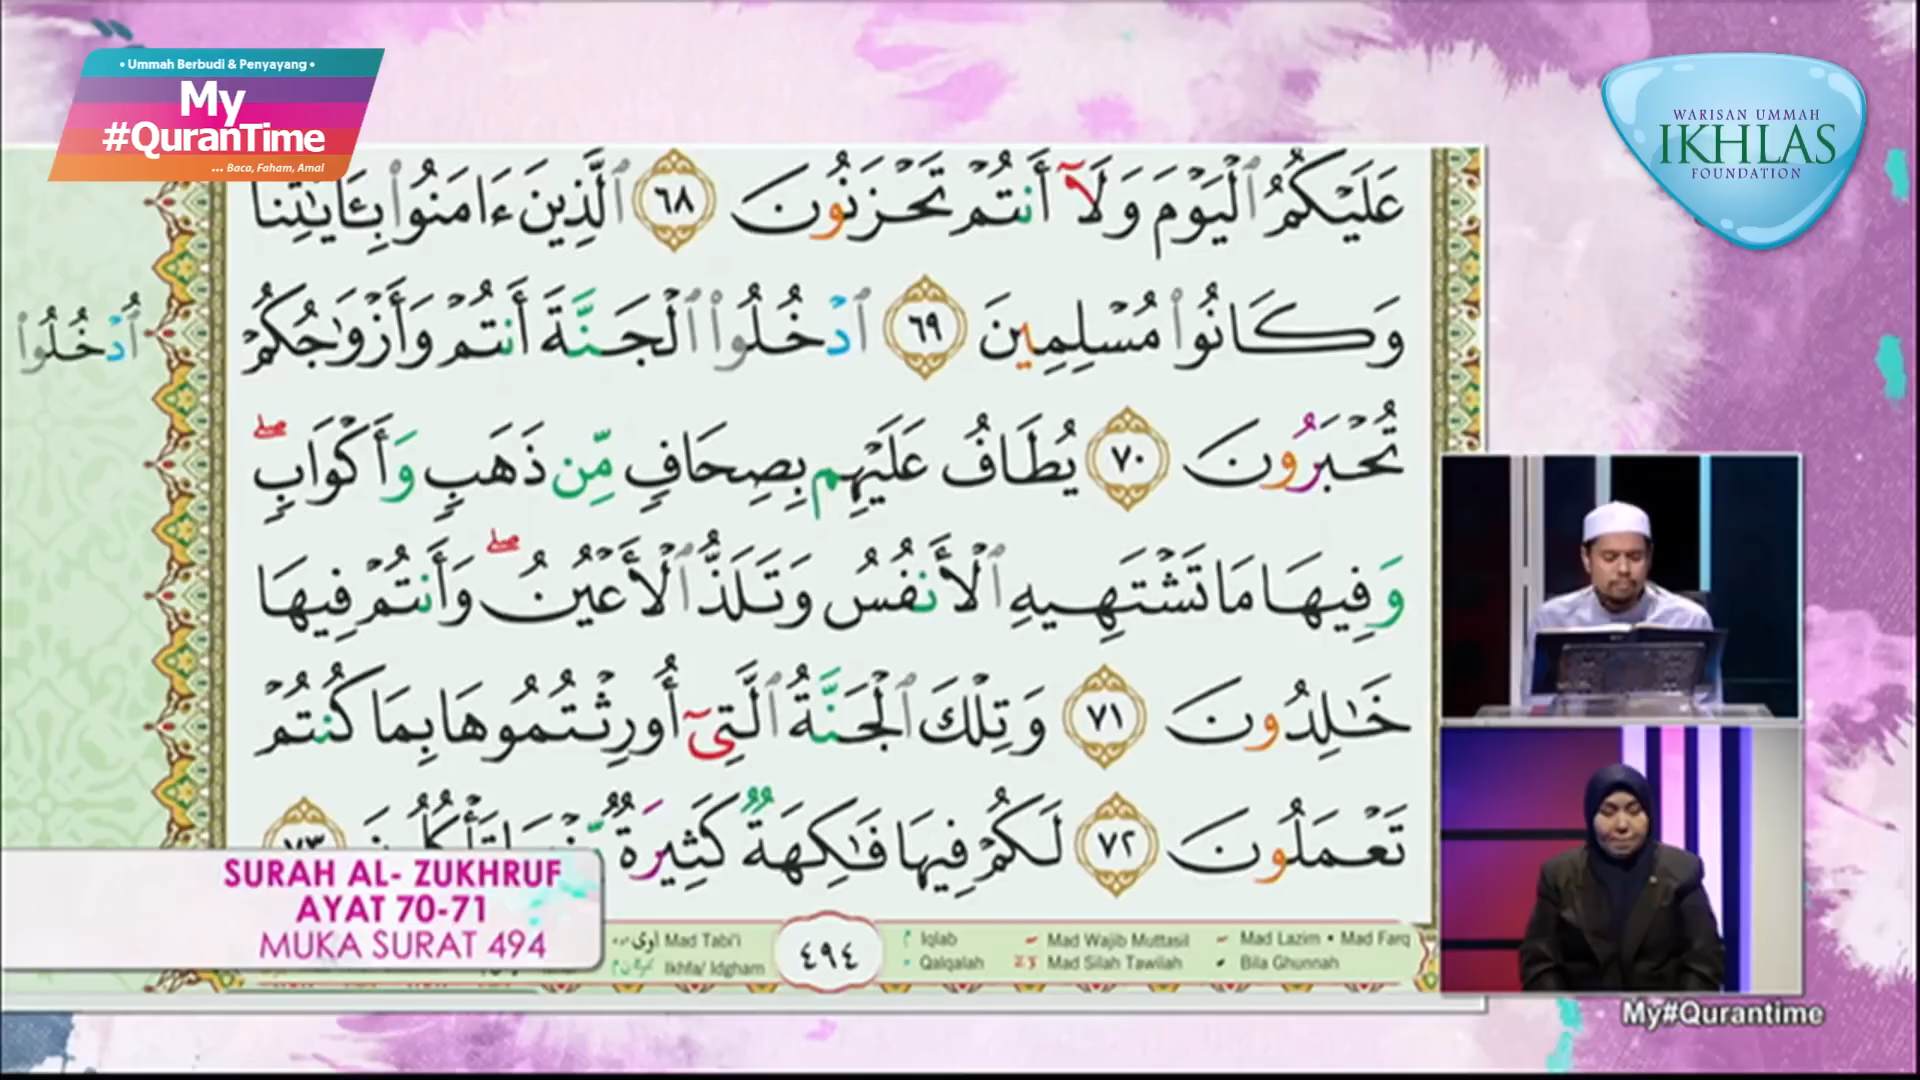 • Ummah Berbudi & Penyayang •
My
#QuranTime
... Baca, Faham, Amal
WARISAN UMMAH
IKHLAS
FOUNDATION
عَلَيْكُمُ ٱلْيَوْمَ وَلَآ أَنتُمْ تَحْزَنُونَ ٦٨ ٱلَّذِينَ ءَامَنُوا۟ بِـَٔايَـٰتِنَا
وَكَانُوا۟ مُسْلِمِينَ ٦٩ ٱدْخُلُوا۟ ٱلْجَنَّةَ أَنتُمْ وَأَزْوَٰجُكُمْ
ٱُدْخُلُوا۟
تُحْبَرُونَ ٧٠ يُطَافُ عَلَيْهِم بِصِحَافٍ مِّن ذَهَبٍ وَأَكْوَابٍ ۖ
وَفِيهَا مَا تَشْتَهِيهِ ٱلْأَنفُسُ وَتَلَذُّ ٱلْأَعْيُنُ ۖ وَأَنتُمْ فِيهَا
خَـٰلِدُونَ ٧١ وَتِلْكَ ٱلْجَنَّةُ ٱلَّتِىٓ أُورِثْتُمُوهَا بِمَا كُنتُمْ
تَعْمَلُونَ ٧٢ لَكُمْ فِيهَا فَـٰكِهَةٌ كَثِيرَةٌ
٧٣
SURAH AL- ZUKHRUF
AYAT 70-71
MUKA SURAT 494
Mad Tabi'i
Ikhfa/ Idgham
٤٩٤
Iqlab
Qalqalah
Mad Wajib Muttasil
Mad Silah Tawilah
Mad Lazim • Mad Farq
Bila Ghunnah
My#Qurantime